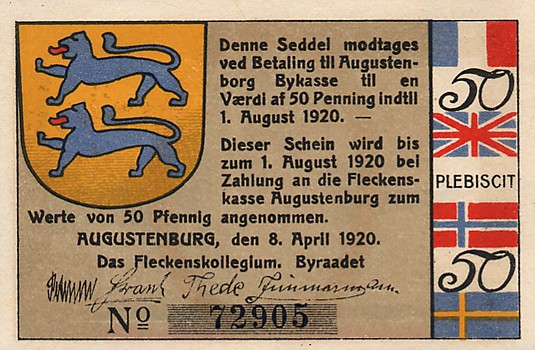 Denne Seddel modtages
ved Betaling til Augusten-
borg Bykasse til en
Værdi af 50 Penning indtil
1. August 1920. —
Dieser Schein wird bis
zum 1. August 1920 bei
Zahlung an die Flecken-
kasse Augustenburg zum
Werte von 50 Pfennig angenommen.
AUGUSTENBURG, den 8. April 1920.
Das Fleckenskollegium. Byraadet
Thede Zimmermann
No 72905
50
PLEBISCIT
50